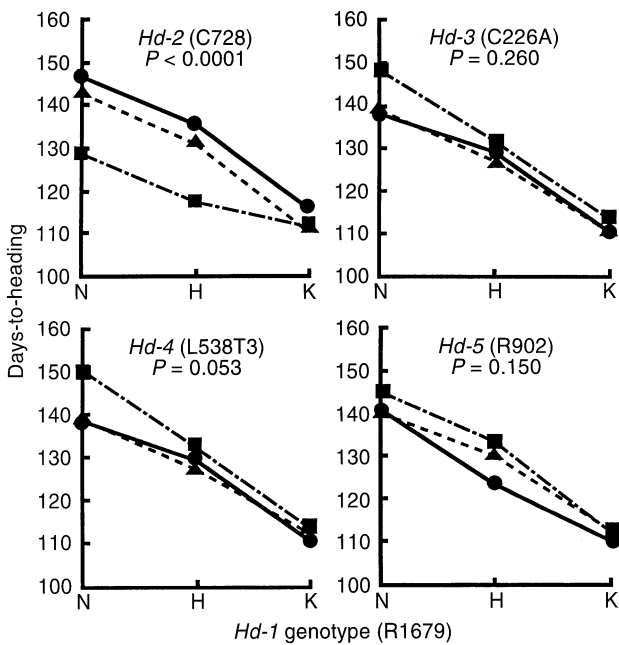 Hd-2 (C728)
P < 0.0001
160
150
140
130
120
110
100
N H K
Hd-3 (C226A)
P = 0.260
160
150
140
130
120
110
100
N H K
Days-to-heading
Hd-4 (L538T3)
P = 0.053
160
150
140
130
120
110
100
N H K
Hd-5 (R902)
P = 0.150
160
150
140
130
120
110
100
N H K
Hd-1 genotype (R1679)